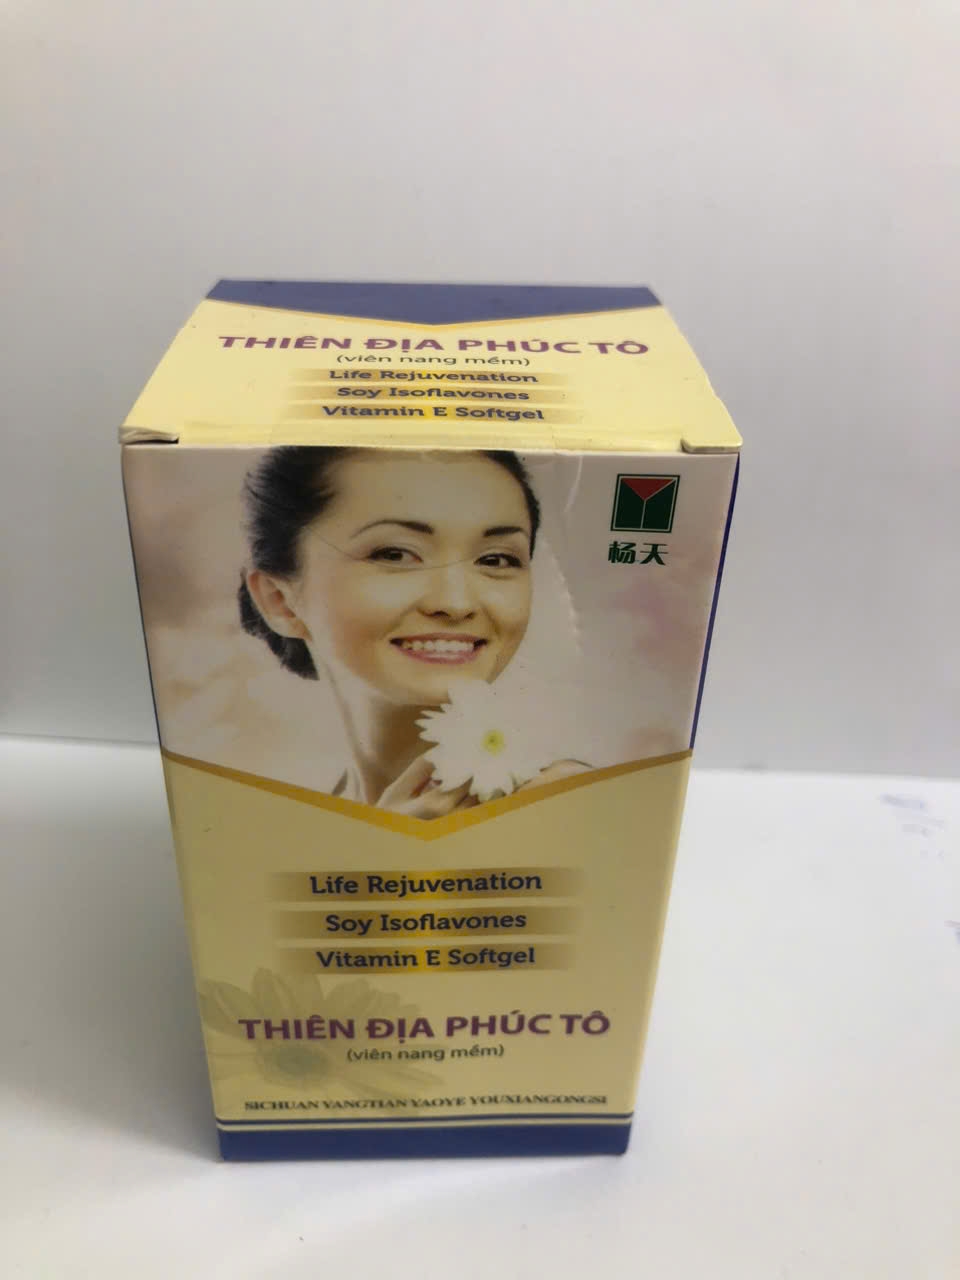 THIÊN ĐỊA PHÚC TÔ
(viên nang mềm)
Life Rejuvenation
Soy Isoflavones
Vitamin E Softgel
杨天
Life Rejuvenation
Soy Isoflavones
Vitamin E Softgel
THIÊN ĐỊA PHÚC TÔ
(viên nang mềm)
SICHUAN YANGTIAN YAOYE YOUXIANGONGSI